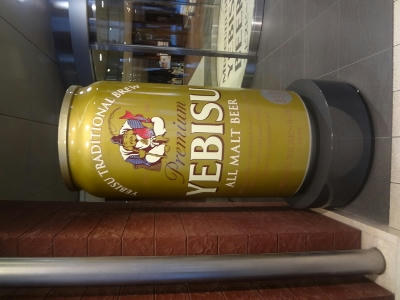 YEBISU TRADITIONAL BREW
Premium
YEBISU
ALL MALT BEER